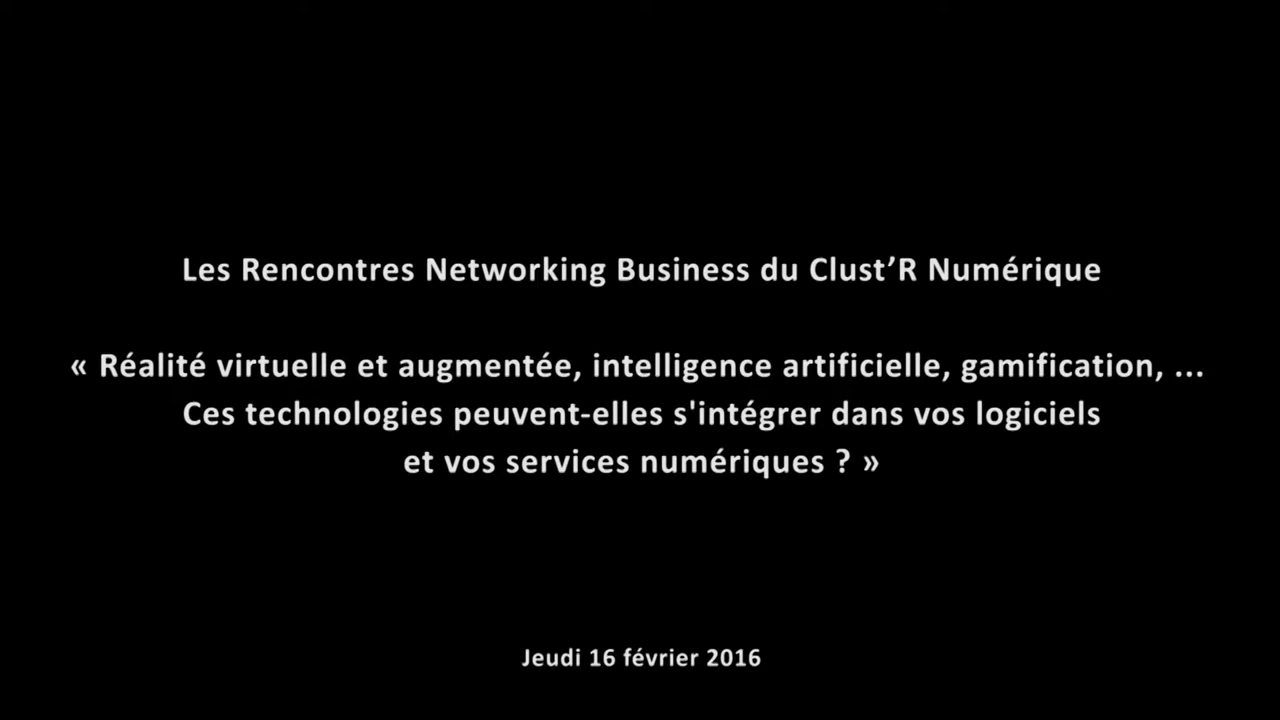 Les Rencontres Networking Business du Clust’R Numérique
« Réalité virtuelle et augmentée, intelligence artificielle, gamification, ...
Ces technologies peuvent-elles s'intégrer dans vos logiciels
et vos services numériques ? »
Jeudi 16 février 2016